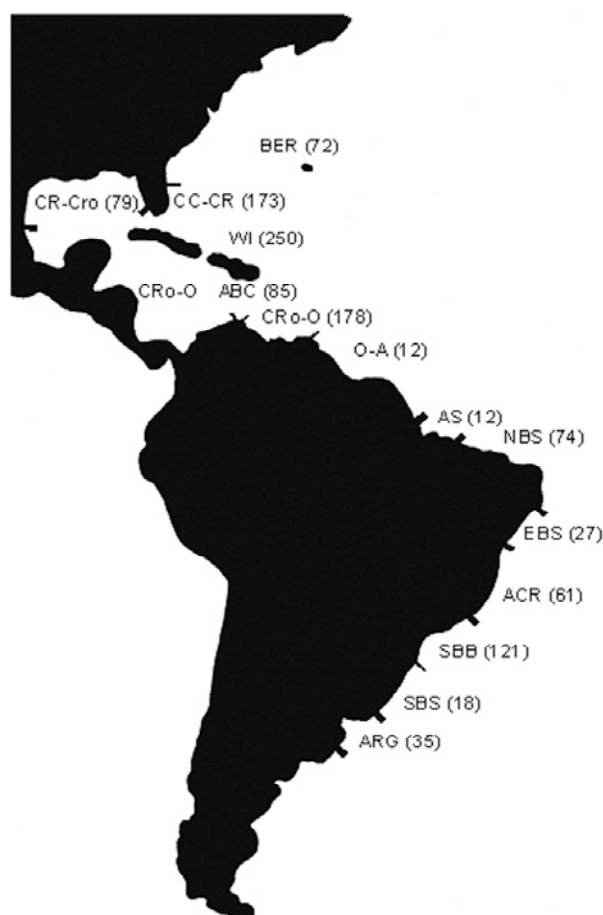 BER (72)
CR-Cro (79)
CC-CR (173)
WI (250)
CRo-O
ABC (85)
CRo-O (178)
O-A (12)
AS (12)
NBS (74)
EBS (27)
ACR (61)
SBB (121)
SBS (18)
ARG (35)